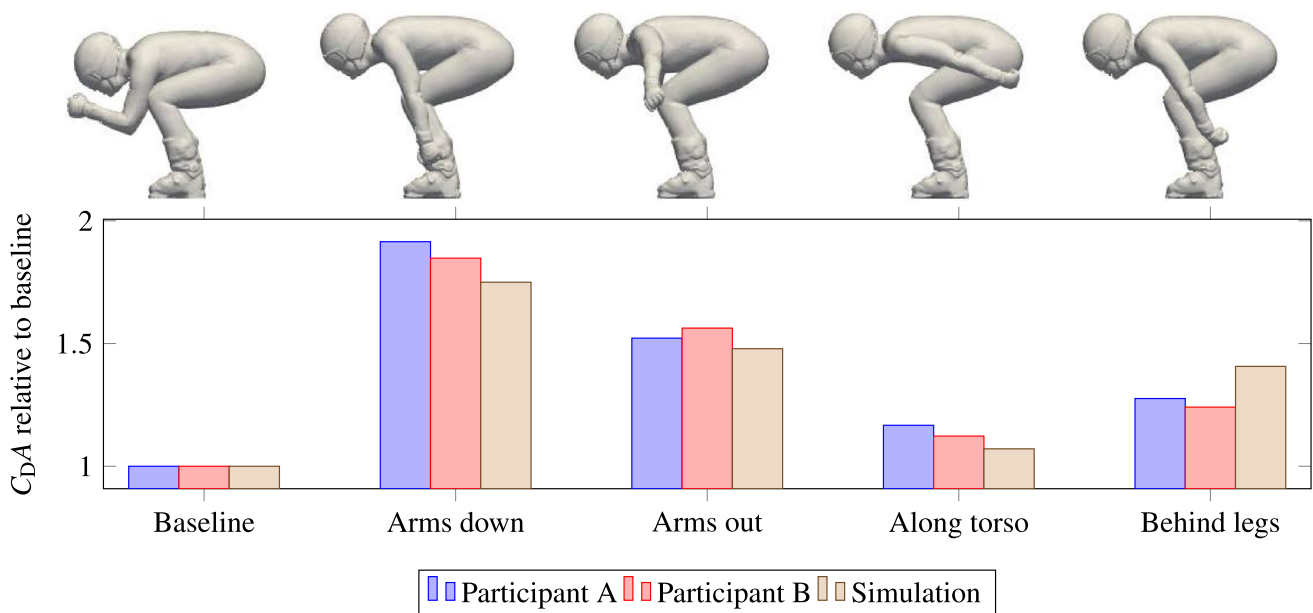 C_DA relative to baseline
2
1.5
1
Baseline Arms down Arms out Along torso Behind legs
Participant A Participant B Simulation